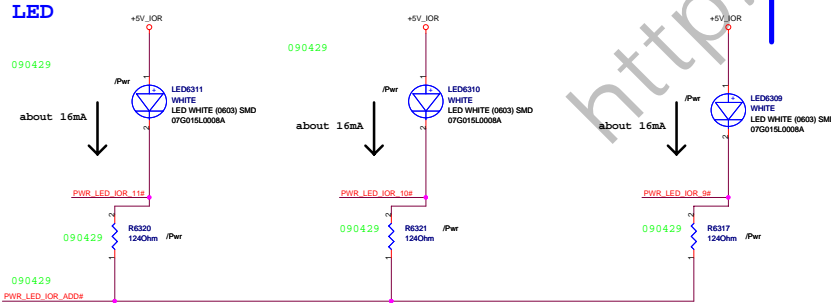 LED
+5V_IOR
+5V_IOR
+5V_IOR
http:
090429
090429
/Pwr
1
LED6311
WHITE
LED WHITE (0603) SMD
07G015L0008A
2
about 16mA
/Pwr
1
LED6310
WHITE
LED WHITE (0603) SMD
07G015L0008A
2
about 16mA
/Pwr
1
LED6309
WHITE
LED WHITE (0603) SMD
07G015L0008A
2
about 16mA
PWR_LED_IOR_11#
PWR_LED_IOR_10#
PWR_LED_IOR_9#
2
R6320
124Ohm
/Pwr
1
090429
2
R6321
124Ohm
/Pwr
1
090429
2
R6317
124Ohm
/Pwr
1
090429
090429
PWR_LED_IOR_ADD#